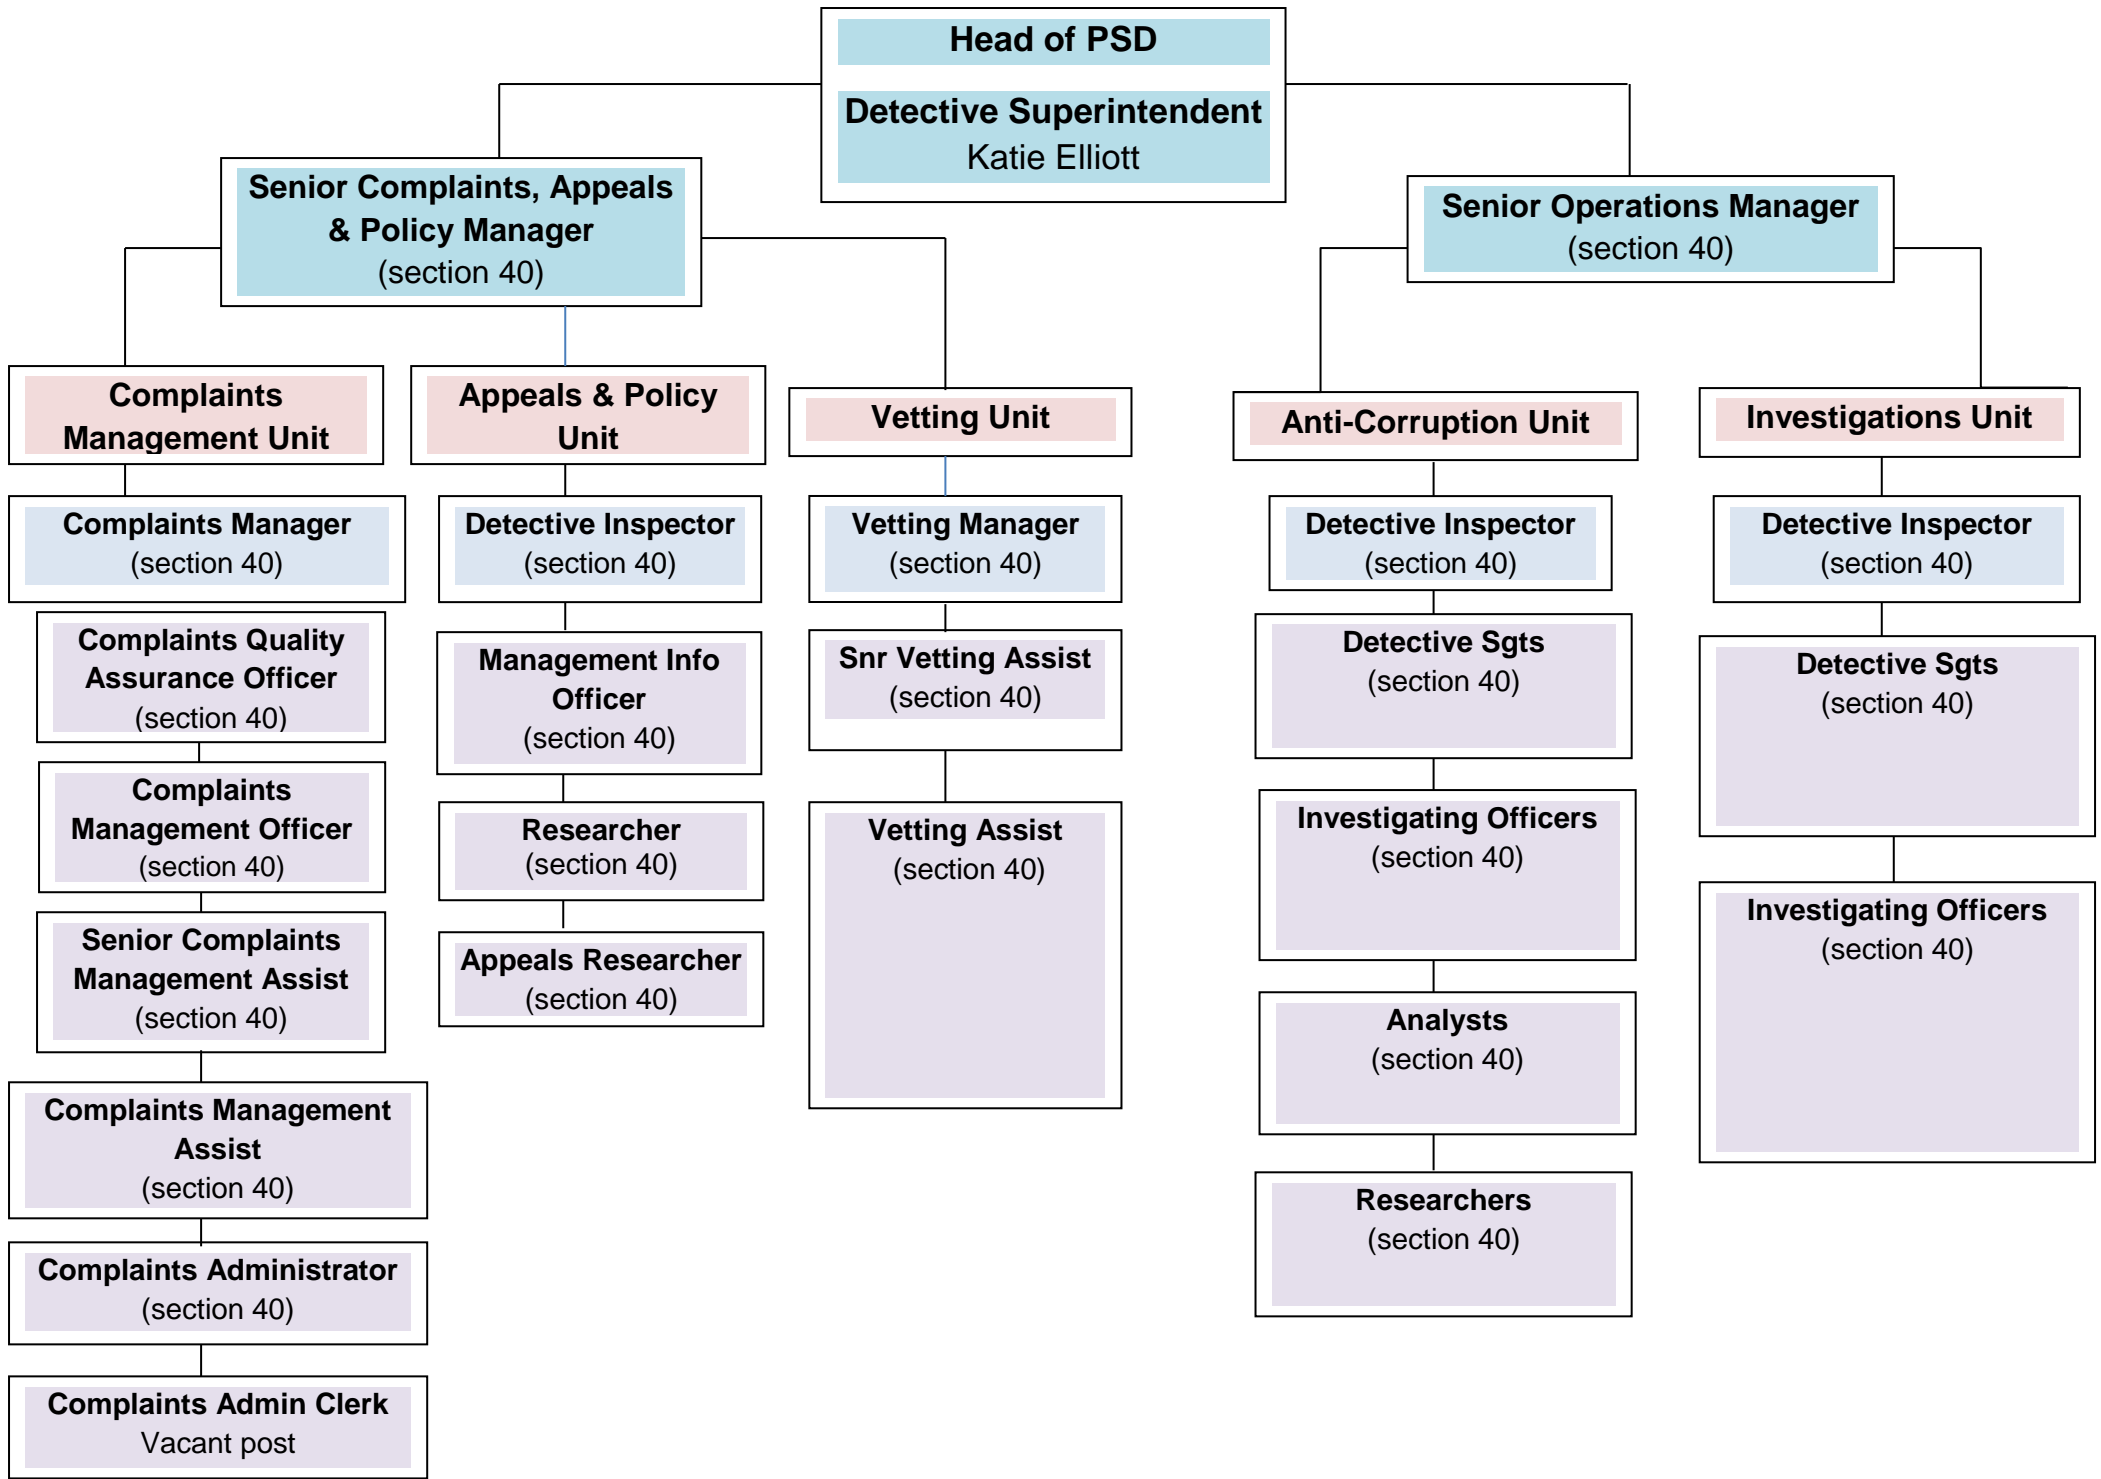 Head of PSD
Detective Superintendent
Katie Elliott
Senior Complaints, Appeals
& Policy Manager
(section 40)
Senior Operations Manager
(section 40)
Complaints
Management Unit
Complaints Manager
(section 40)
Complaints Quality
Assurance Officer
(section 40)
Complaints
Management Officer
(section 40)
Senior Complaints
Management Assist
(section 40)
Complaints Management
Assist
(section 40)
Complaints Administrator
(section 40)
Complaints Admin Clerk
Vacant post
Appeals & Policy
Unit
Detective Inspector
(section 40)
Management Info
Officer
(section 40)
Researcher
(section 40)
Appeals Researcher
(section 40)
Vetting Unit
Vetting Manager
(section 40)
Snr Vetting Assist
(section 40)
Vetting Assist
(section 40)
Anti-Corruption Unit
Detective Inspector
(section 40)
Detective Sgts
(section 40)
Investigating Officers
(section 40)
Analysts
(section 40)
Researchers
(section 40)
Investigations Unit
Detective Inspector
(section 40)
Detective Sgts
(section 40)
Investigating Officers
(section 40)